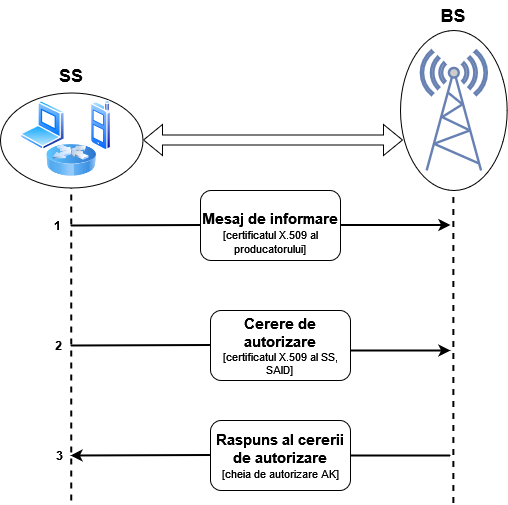 BS
SS
1
Mesaj de informare
[certificatul X.509 al
producatorului]
2
Cerere de
autorizare
[certificatul X.509 al SS,
SAID]
3
Raspuns al cererii
de autorizare
[cheia de autorizare AK]